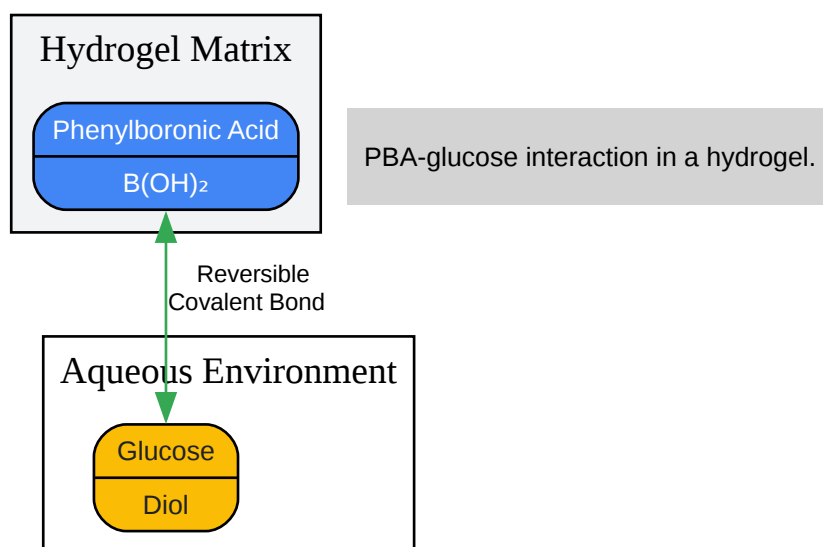 Hydrogel Matrix
Phenylboronic Acid
B(OH)₂
PBA-glucose interaction in a hydrogel.
Reversible
Covalent Bond
Aqueous Environment
Glucose
Diol